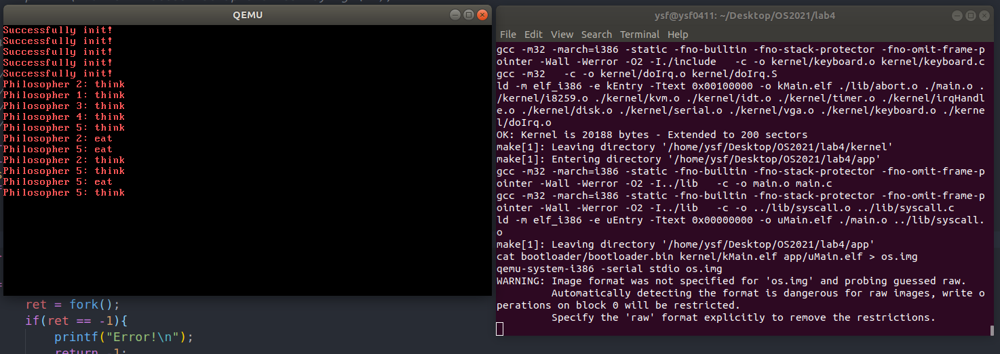 QEMU
Successfully init!
Successfully init!
Successfully init!
Successfully init!
Successfully init!
Philosopher 2: think
Philosopher 1: think
Philosopher 3: think
Philosopher 4: think
Philosopher 5: think
Philosopher 2: eat
Philosopher 5: eat
Philosopher 2: think
Philosopher 5: think
Philosopher 5: eat
Philosopher 5: think
ret = fork();
if(ret == -1){
printf("Error!\n");
return -1;
ysf@ysf0411: ~/Desktop/OS2021/lab4
File Edit View Search Terminal Help
gcc -m32 -march=i386 -static -fno-builtin -fno-stack-protector -fno-omit-frame-p
ointer -Wall -Werror -O2 -I./include   -c -o kernel/keyboard.o kernel/keyboard.c
gcc -m32   -c -o kernel/doIrq.o kernel/doIrq.S
ld -m elf_i386 -e kEntry -Ttext 0x00100000 -o kMain.elf ./lib/abort.o ./main.o .
/kernel/i8259.o ./kernel/kvm.o ./kernel/idt.o ./kernel/timer.o ./kernel/irqHandl
e.o ./kernel/disk.o ./kernel/serial.o ./kernel/vga.o ./kernel/keyboard.o ./kerne
l/doIrq.o
OK: Kernel is 20188 bytes - Extended to 200 sectors
make[1]: Leaving directory '/home/ysf/Desktop/OS2021/lab4/kernel'
make[1]: Entering directory '/home/ysf/Desktop/OS2021/lab4/app'
gcc -m32 -march=i386 -static -fno-builtin -fno-stack-protector -fno-omit-frame-p
ointer -Wall -Werror -O2 -I../lib   -c -o main.o main.c
gcc -m32 -march=i386 -static -fno-builtin -fno-stack-protector -fno-omit-frame-p
ointer -Wall -Werror -O2 -I../lib   -c -o ../lib/syscall.o ../lib/syscall.c
ld -m elf_i386 -e uEntry -Ttext 0x00000000 -o uMain.elf ./main.o ../lib/syscall.
o
make[1]: Leaving directory '/home/ysf/Desktop/OS2021/lab4/app'
cat bootloader/bootloader.bin kernel/kMain.elf app/uMain.elf > os.img
qemu-system-i386 -serial stdio os.img
WARNING: Image format was not specified for 'os.img' and probing guessed raw.
Automatically detecting the format is dangerous for raw images, write o
perations on block 0 will be restricted.
Specify the 'raw' format explicitly to remove the restrictions.